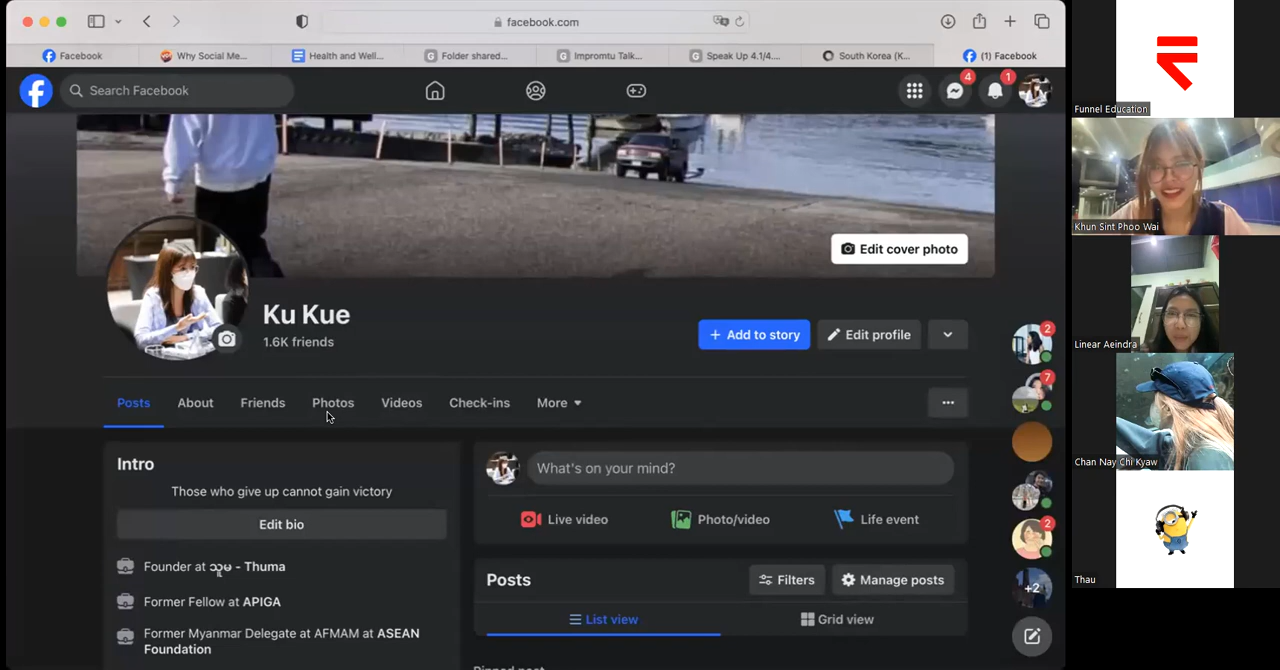 facebook.com
Facebook
Why Social Me...
Health and Well...
Folder shared...
Impromtu Talk...
Speak Up 4.1/4....
South Korea (K...
(1) Facebook
Search Facebook
4
1
Edit cover photo
Ku Kue
1.6K friends
+ Add to story
Edit profile
Posts
About
Friends
Photos
Videos
Check-ins
More
Intro
Those who give up cannot gain victory
Edit bio
Founder at သူမ - Thuma
Former Fellow at APIGA
Former Myanmar Delegate at AFMAM at ASEAN
Foundation
What's on your mind?
Live video
Photo/video
Life event
Posts
Filters
Manage posts
List view
Grid view
Pinned post
2
7
2
+2
Funnel Education
Khun Sint Phoo Wai
Linear Aeindra
Chan Nay Chi Kyaw
Thau